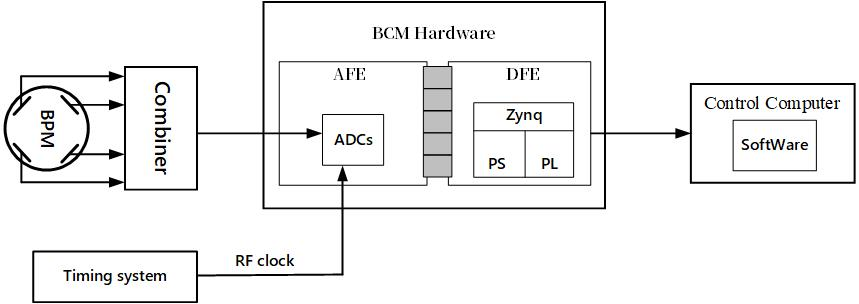 BCM Hardware
AFE
DFE
BPM
Combiner
ADCs
Zynq
PS
PL
Control Computer
SoftWare
Timing system
RF clock